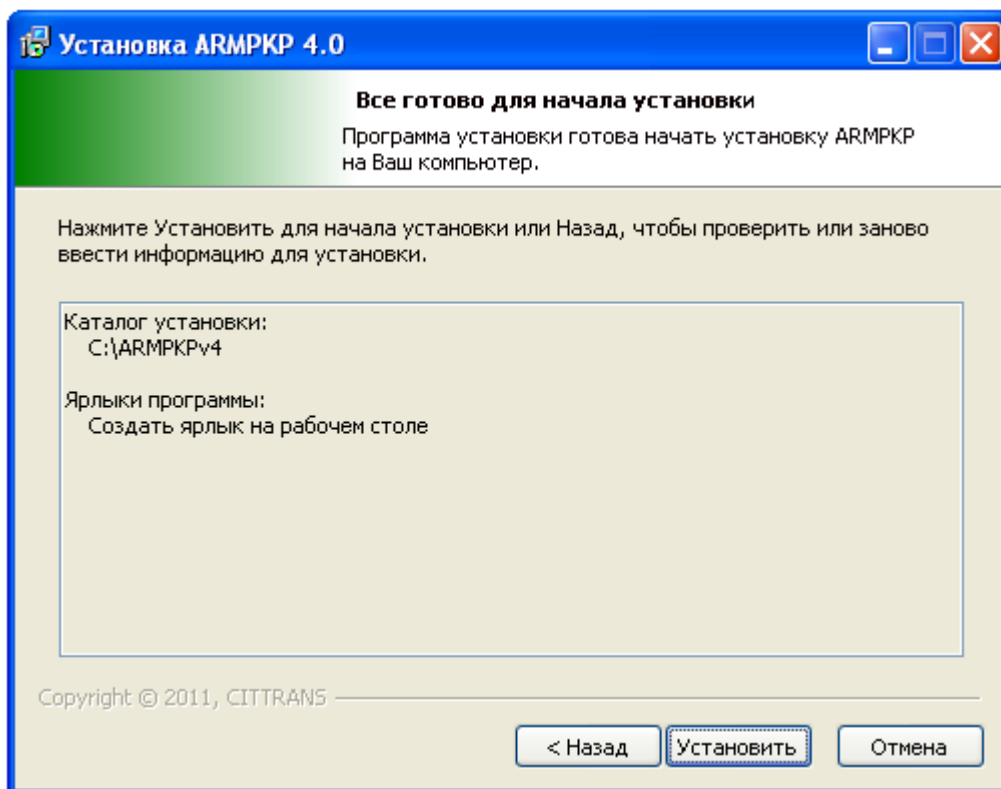 Установка ARMPKP 4.0
Все готово для начала установки
Программа установки готова начать установку ARMPKP
на Ваш компьютер.
Нажмите Установить для начала установки или Назад, чтобы проверить или заново
ввести информацию для установки.
Каталог установки:
C:\ARMPKPv4
Ярлыки программы:
Создать ярлык на рабочем столе
Copyright © 2011, CITTRANS
< Назад
Установить
Отмена